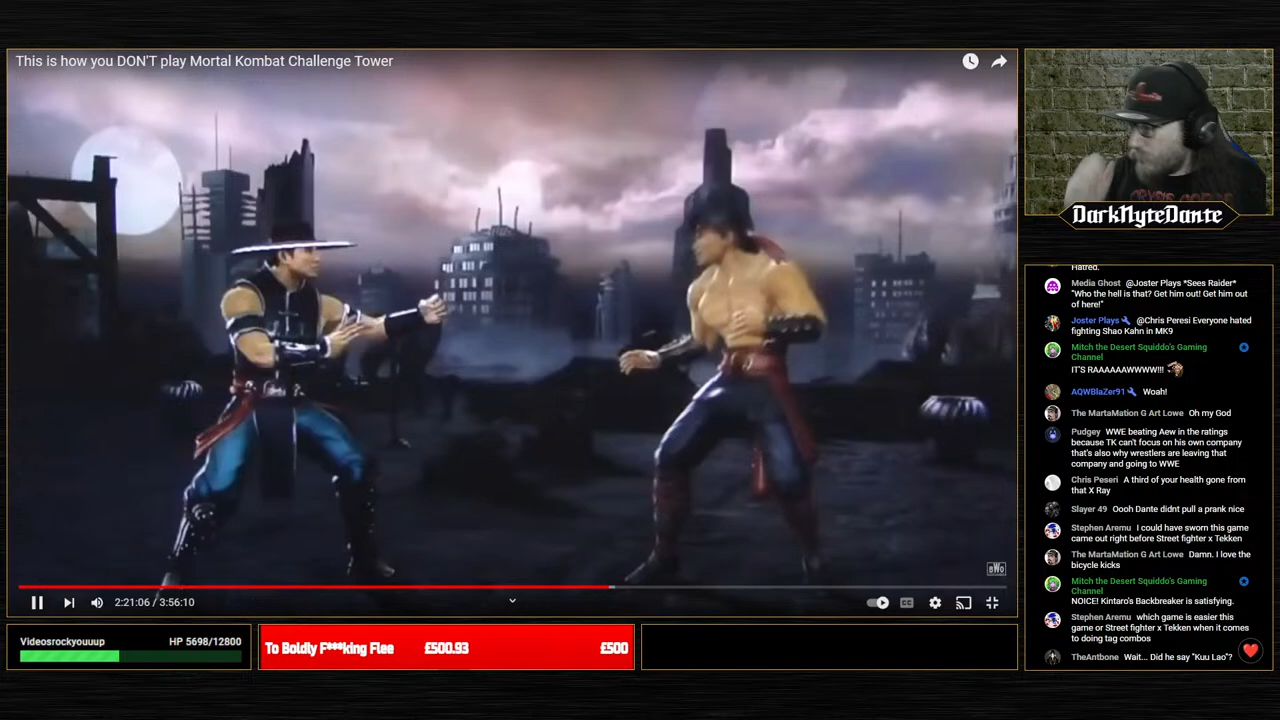 This is how you DON'T play Mortal Kombat Challenge Tower
BWO
2:21:06 / 3:56:10
CC
Videosrockyouuup HP 5698/12800
To Boldly F***king Flee £500.93 £500
DarkNyteDante
Hatred.
Media Ghost @Joster Plays *Sees Raider*
"Who the hell is that? Get him out! Get him out
of here!"
Joster Plays @Chris Peresi Everyone hated
fighting Shao Kahn in MK9
Mitch the Desert Squiddo's Gaming
Channel
IT'S RAAAAAWWWW!!!
AQWBlaZer91 Woah!
The MartaMation G Art Lowe Oh my God
Pudgey WWE beating Aew in the ratings
because TK can't focus on his own company
that's also why wrestlers are leaving that
company and going to WWE
Chris Peseri A third of your health gone from
that X Ray
Slayer 49 Oooh Dante didnt pull a prank nice
Stephen Aremu I could have sworn this game
came out right before Street fighter x Tekken
The MartaMation G Art Lowe Damn. I love the
bicycle kicks
Mitch the Desert Squiddo's Gaming
Channel
NOICE! Kintaro's Backbreaker is satisfying.
Stephen Aremu which game is easier this
game or Street fighter x Tekken when it comes
to doing tag combos
TheAntbone Wait... Did he say "Kuu Lao"?